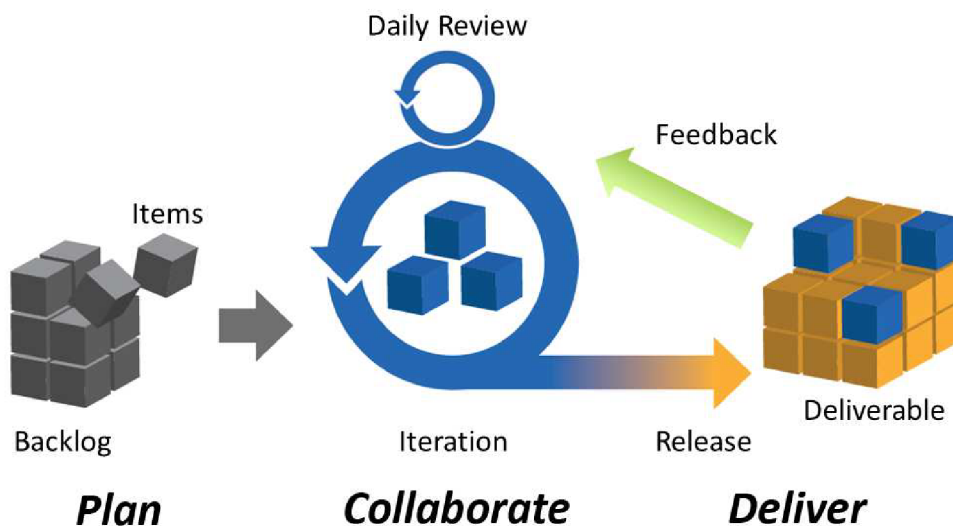 Daily Review
Feedback
Items
Deliverable
Backlog
Iteration
Release
Plan
Collaborate
Deliver